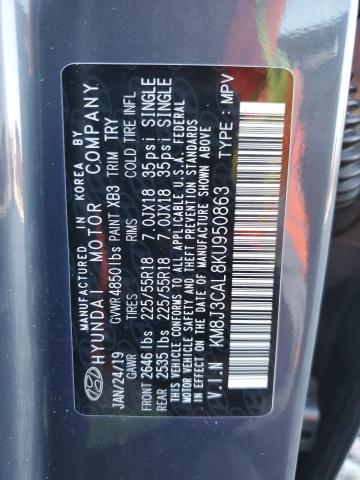 MANUFACTURED IN KOREA BY
HYUNDAI MOTOR COMPANY
JAN/24/19 GVWR 4850lbs PAINT XB3 TRIM TRY
GAWR TIRES RIMS COLD TIRE INFL
FRONT 2646 lbs 225/55R18 7.0JX18 35psi SINGLE
REAR 2535 lbs 225/55R18 7.0JX18 35psi SINGLE
THIS VEHICLE CONFORMS TO ALL APPLICABLE U.S.A. FEDERAL
MOTOR VEHICLE SAFETY AND THEFT PREVENTION
STANDARDS IN EFFECT ON THE DATE OF
MANUFACTURE SHOWN ABOVE.
V.I.N KM8J3CAL8KU950863 TYPE: MPV